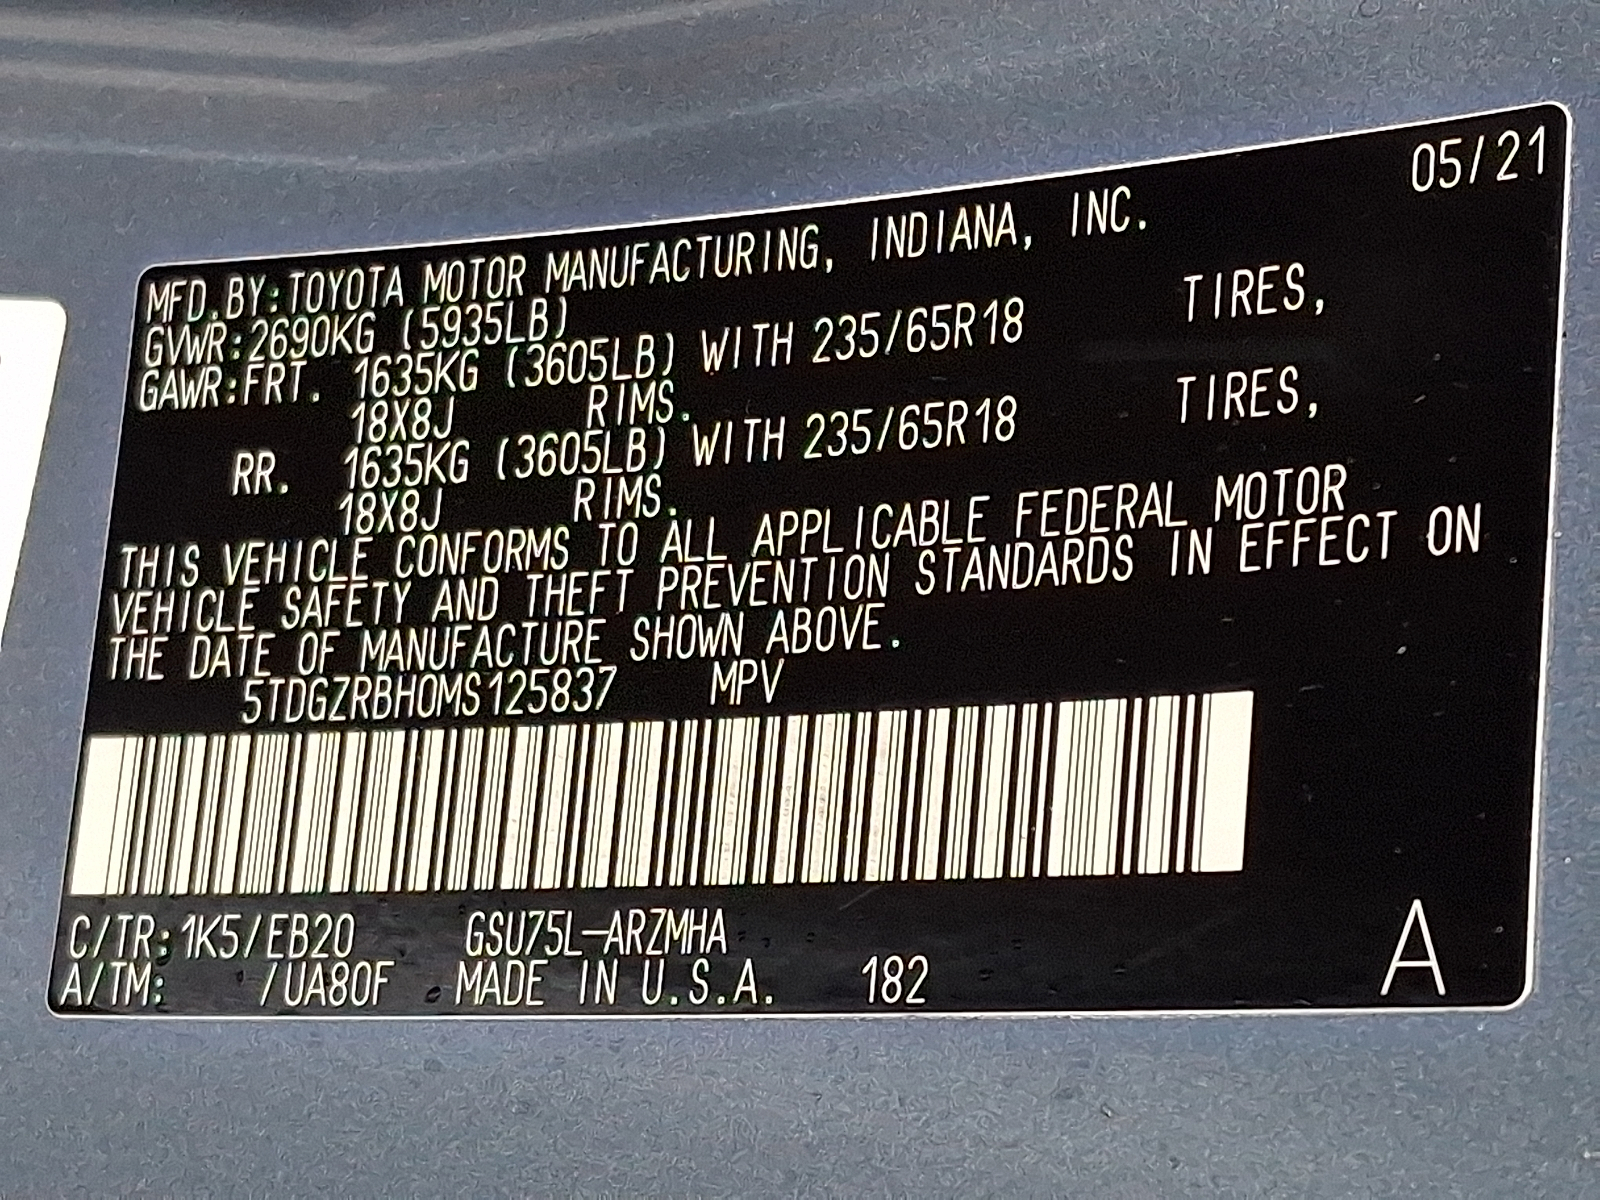 05/21
MFD.BY:TOYOTA MOTOR MANUFACTURING, INDIANA, INC.
GVWR:2690KG (5935LB)
GAWR:FRT. 1635KG (3605LB) WITH 235/65R18 TIRES,
18X8J RIMS.
RR. 1635KG (3605LB) WITH 235/65R18 TIRES,
18X8J RIMS.
THIS VEHICLE CONFORMS TO ALL APPLICABLE FEDERAL MOTOR
VEHICLE SAFETY AND THEFT PREVENTION STANDARDS IN EFFECT ON
THE DATE OF MANUFACTURE SHOWN ABOVE.
5TDGZRBH0MS125837 MPV
C/TR:1K5/EB20 GSU75L-ARZMHA
A/TM: /UA80F MADE IN U.S.A. 182 A